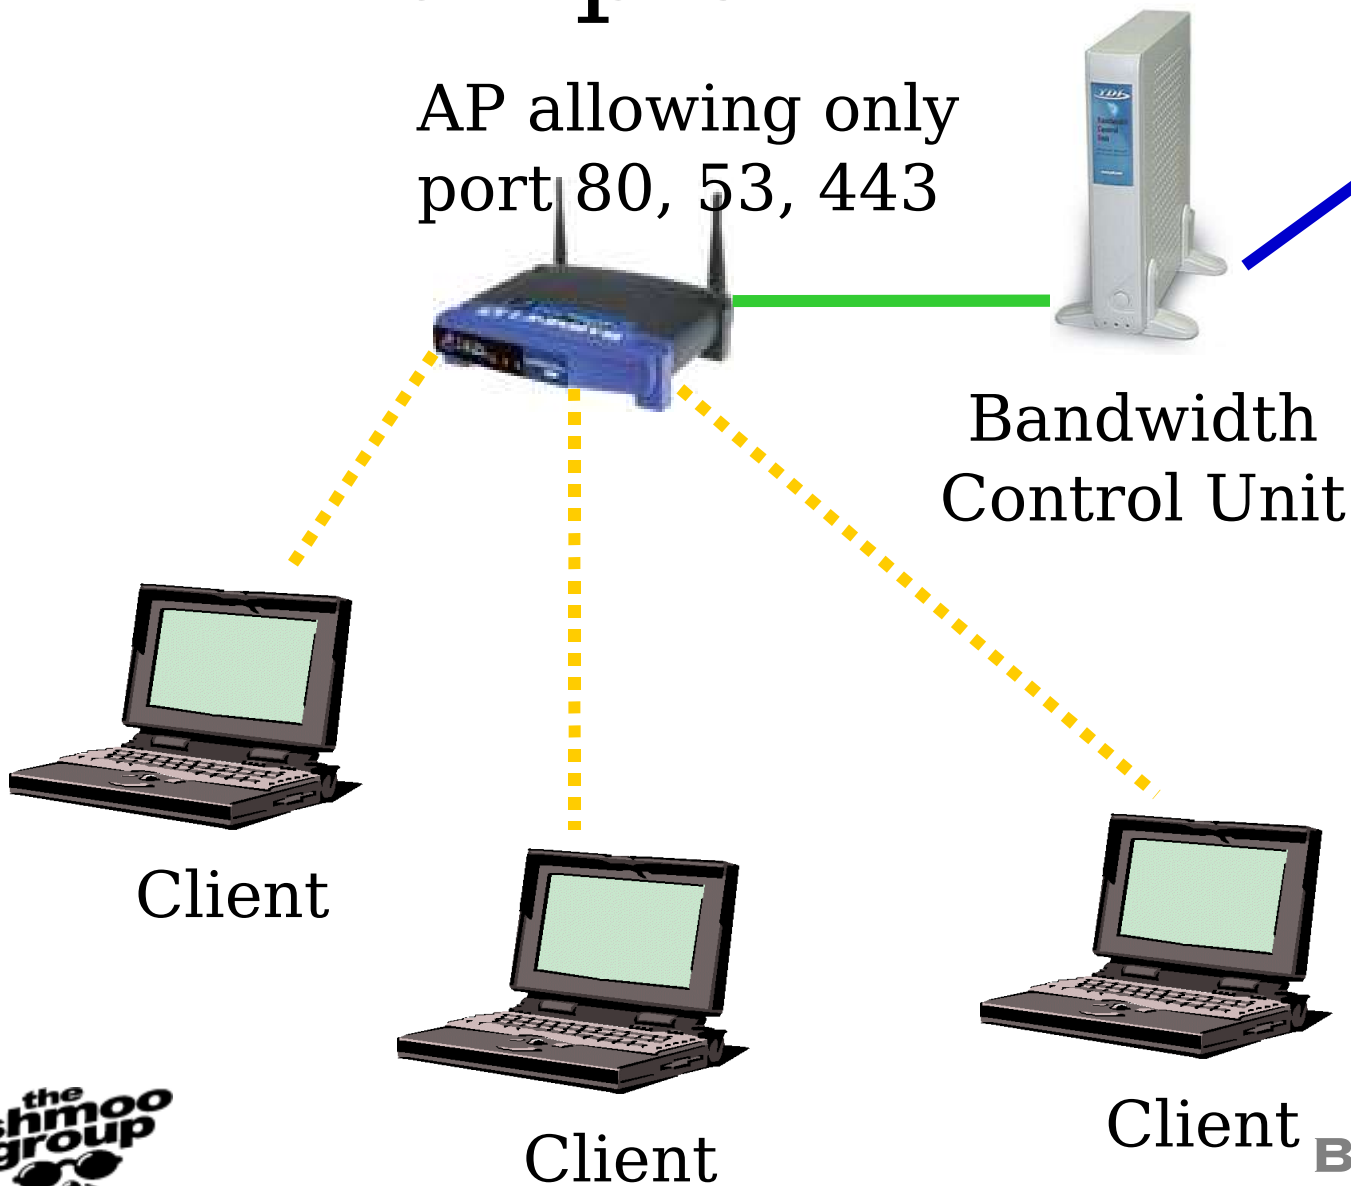 AP allowing only
port 80, 53, 443
Bandwidth
Control Unit
Client
Client
Client
the
shmoo
group
B